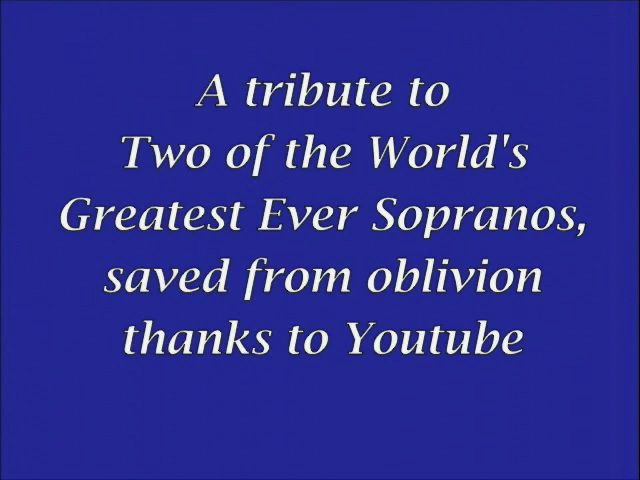 A tribute to
Two of the World's
Greatest Ever Sopranos,
saved from oblivion
thanks to Youtube